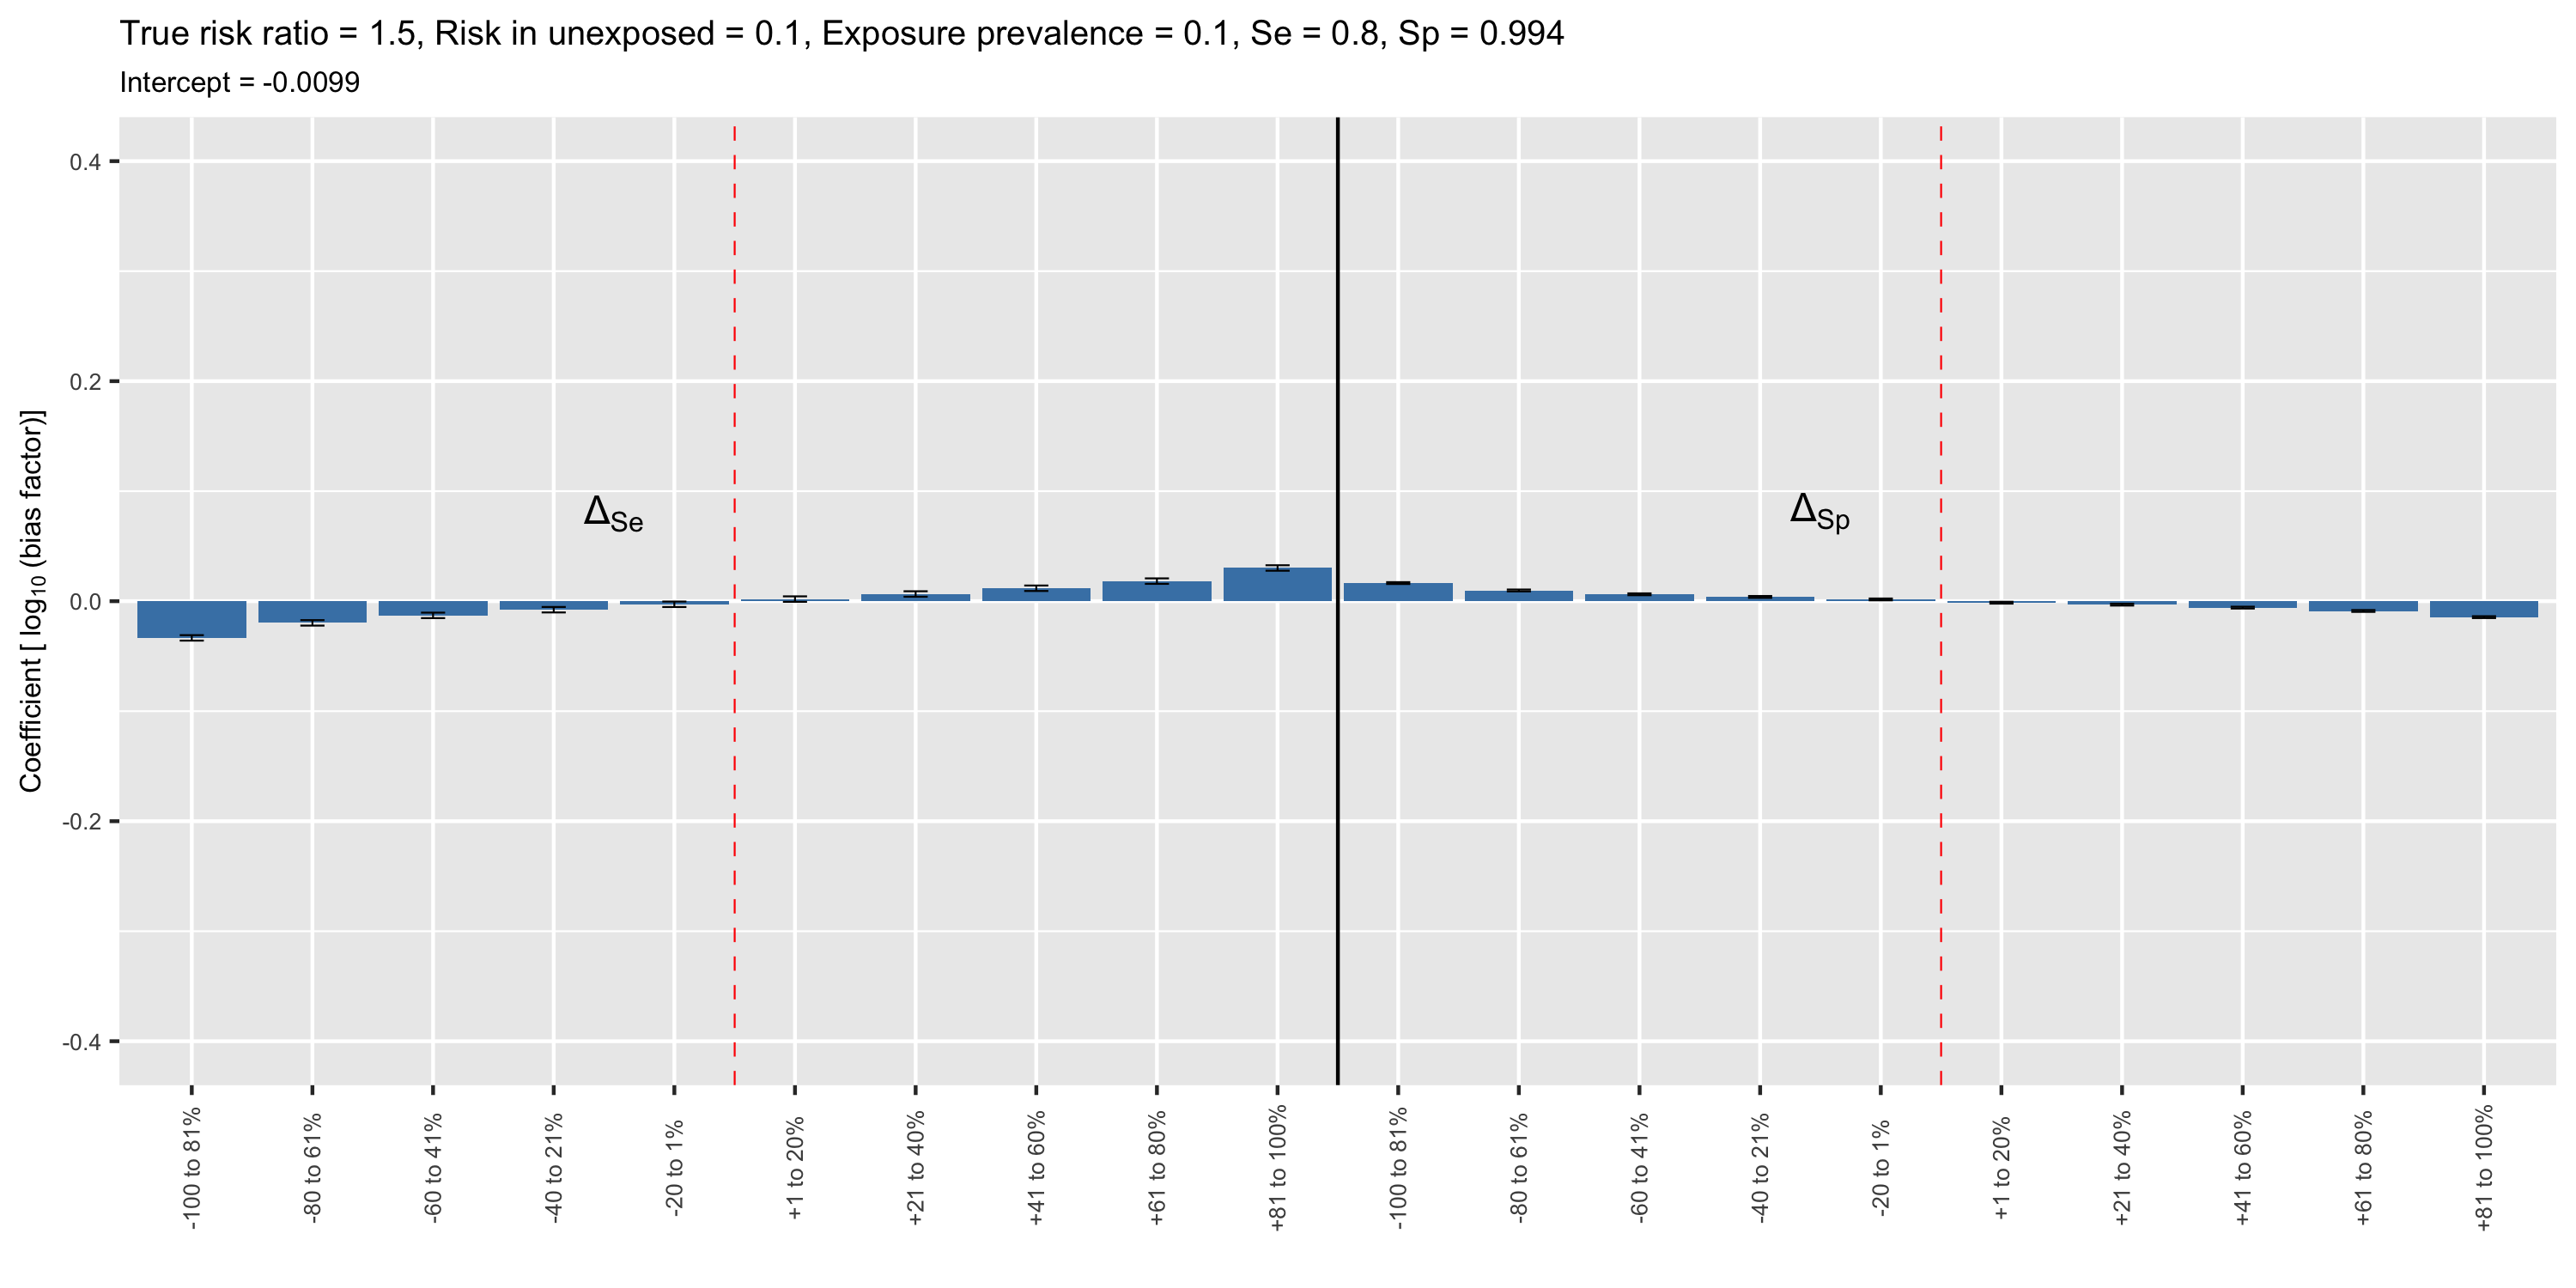 True risk ratio = 1.5, Risk in unexposed = 0.1, Exposure prevalence = 0.1, Se = 0.8, Sp = 0.994
Intercept = -0.0099
Coefficient [ log10 (bias factor)]
0.4
0.2
0.0
-0.2
-0.4
ΔSe
ΔSp
-100 to 81%
-80 to 61%
-60 to 41%
-40 to 21%
-20 to 1%
+1 to 20%
+21 to 40%
+41 to 60%
+61 to 80%
+81 to 100%
-100 to 81%
-80 to 61%
-60 to 41%
-40 to 21%
-20 to 1%
+1 to 20%
+21 to 40%
+41 to 60%
+61 to 80%
+81 to 100%